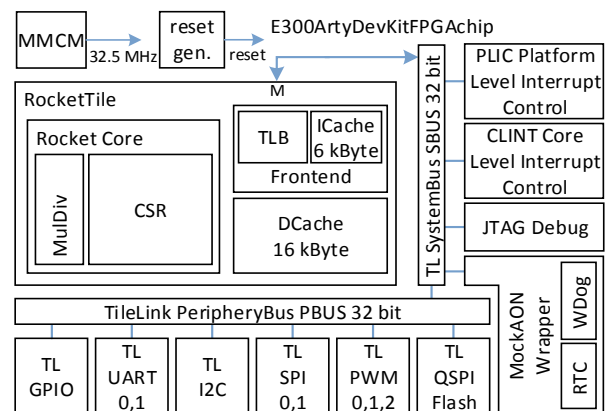 MMCM
32.5 MHz
reset
gen.
reset
E300ArtyDevKitFPGAchip
M
RocketTile
Rocket Core
MulDiv
CSR
TLB
ICache
6 kByte
Frontend
DCache
16 kByte
TL SystemBus SBUS 32 bit
PLIC Platform
Level Interrupt
Control
CLINT Core
Level Interrupt
Control
JTAG Debug
MockAON
Wrapper
WDog
RTC
TileLink PeripheryBus PBUS 32 bit
TL
GPIO
TL
UART
0,1
TL
I2C
TL
SPI
0,1
TL
PWM
0,1,2
TL
QSPI
Flash